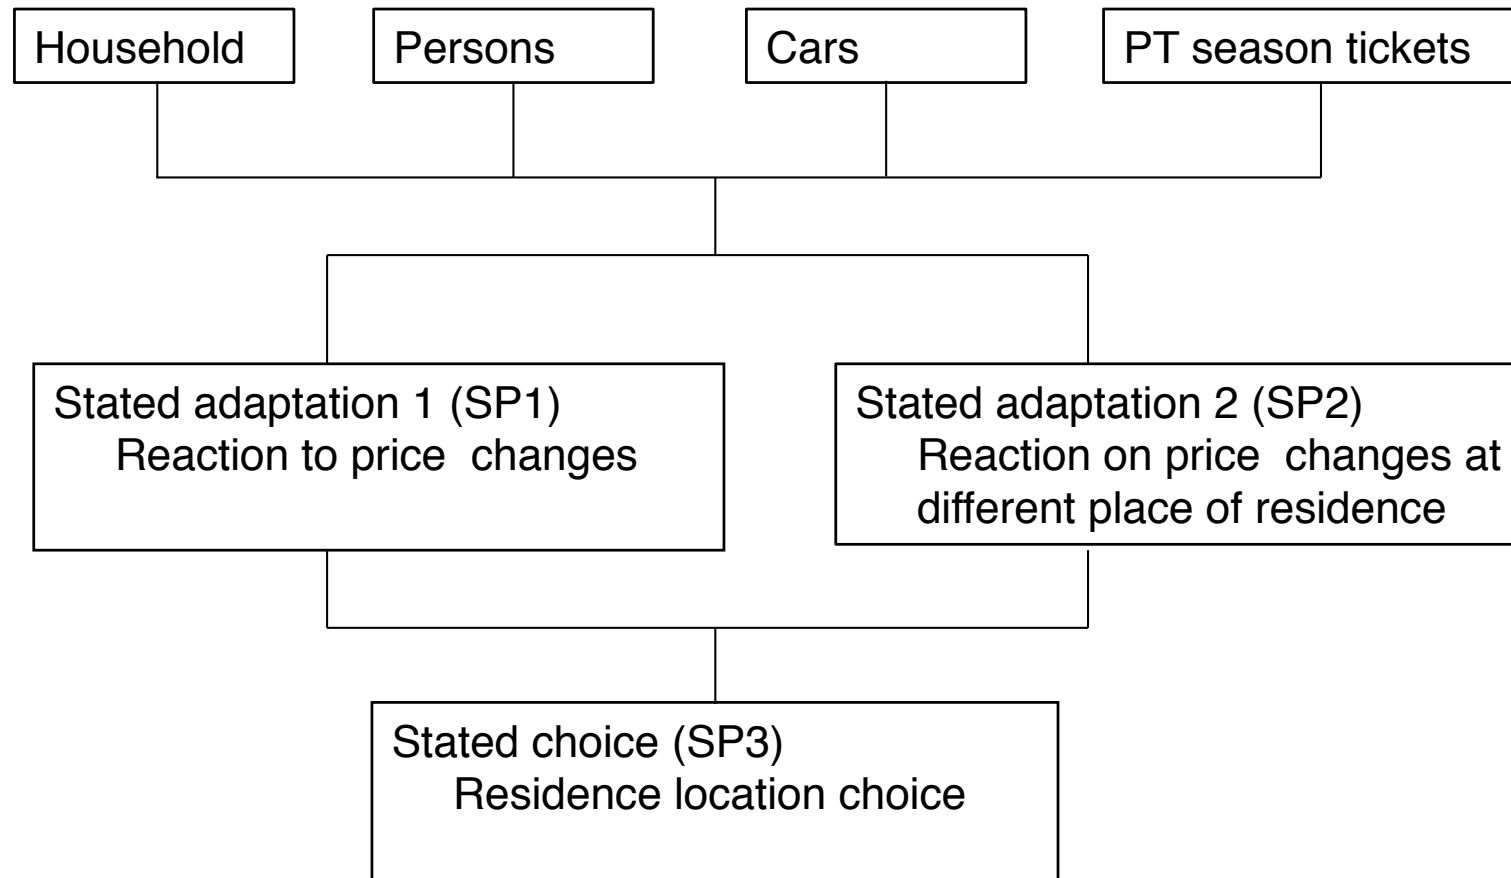 Household
Persons
Cars
PT season tickets
Stated adaptation 1 (SP1)
Reaction to price changes
Stated adaptation 2 (SP2)
Reaction on price changes at
different place of residence
Stated choice (SP3)
Residence location choice